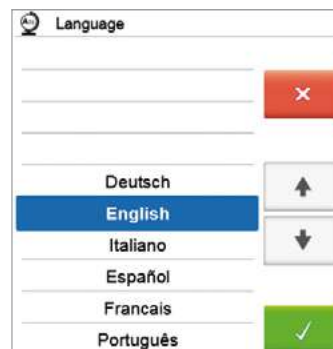 Language
Deutsch
English
Italiano
Español
Francais
Português